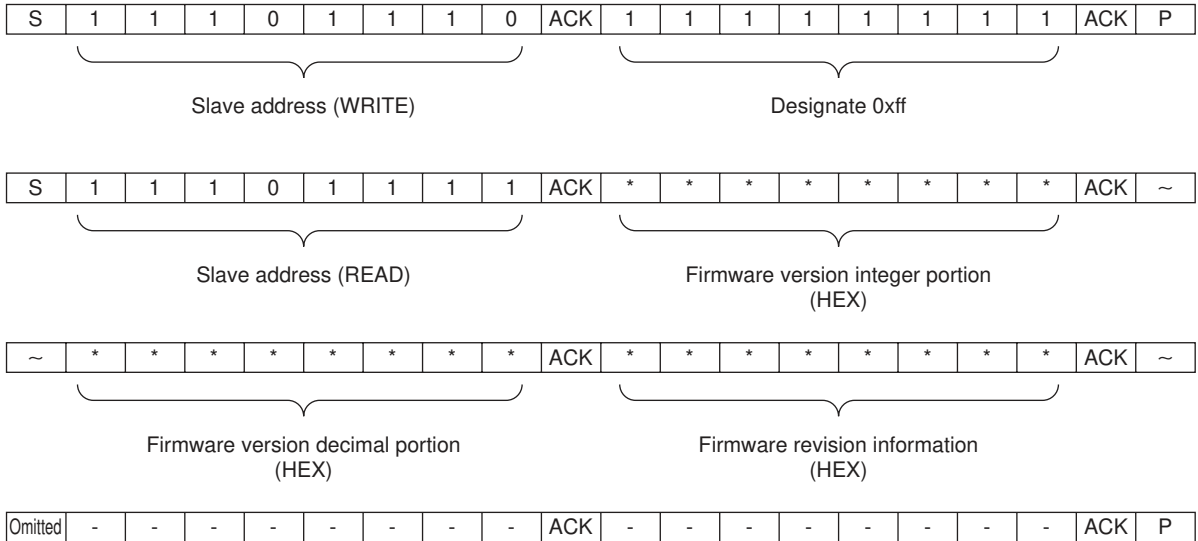 S 1 1 1 0 1 1 1 0 ACK 1 1 1 1 1 1 1 1 ACK P
Slave address (WRITE) Designate 0xff
S 1 1 1 0 1 1 1 1 ACK * * * * * * * * ACK ~
Slave address (READ) Firmware version integer portion
(HEX)
~ * * * * * * * * ACK * * * * * * * * ACK ~
Firmware version decimal portion Firmware revision information
(HEX) (HEX)
Omitted - - - - - - - - ACK - - - - - - - - ACK P